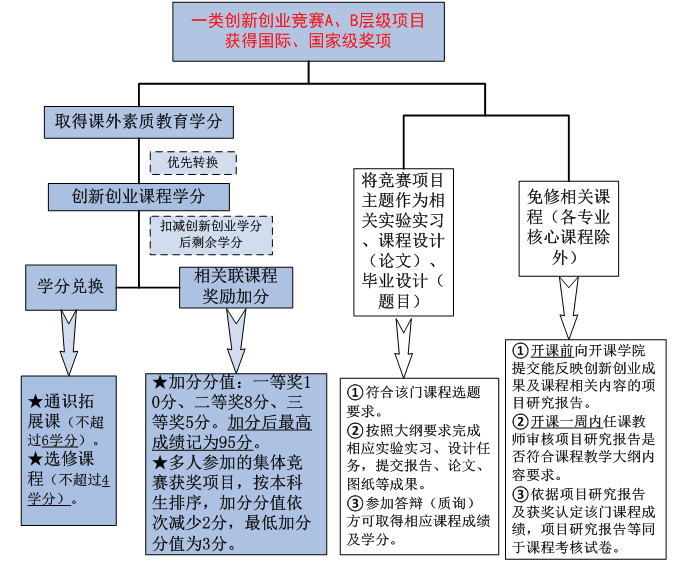 一类创新创业竞赛A、B层级项目
获得国际、国家级奖项
取得课外素质教育学分
优先转换
创新创业课程学分
扣减创新创业学分
后剩余学分
学分兑换
相关联课程
奖励加分
★通识拓
展课（不超
过6学分）。
★选修课
程（不超过4
学分）。
★加分分值：一等奖1
0分、二等奖8分、三
等奖5分。加分后最高
成绩记为95分。
★多人参加的集体竞
赛获奖项目，按本科
生排序，加分分值依
次减少2分，最低加分
分值为3分。
将竞赛项目
主题作为相
关实验实习
、课程设计
（论文）、
毕业设计（
题目）
①符合该门课程选题
要求。
②按照大纲要求完成
相应实验实习、设计任
务，提交报告、论文、
图纸等成果。
③参加答辩（质询）
方可取得相应课程成绩
及学分。
免修相关课
程（各专业
核心课程除
外）
①开课前向开课学院
提交能反映创新创业成
果及课程相关内容的项
目研究报告。
②开课一周内任课教
师审核项目研究报告是
否符合课程教学大纲内
容要求。
③依据项目研究报告
及获奖认定该门课程成
绩，项目研究报告等同
于课程考核试卷。